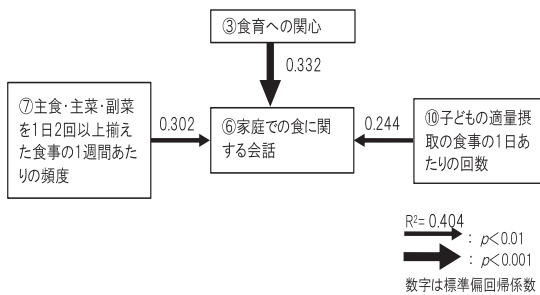 ③食育への関心
0.332
⑦主食・主菜・副菜
を1日2回以上揃え
た食事の1週間あた
りの頻度
0.302
⑥家庭での食に関
する会話
0.244
⑩子どもの適量摂
取の食事の1日あ
たりの回数
R²= 0.404
: p<0.01
: p<0.001
数字は標準偏回帰係数